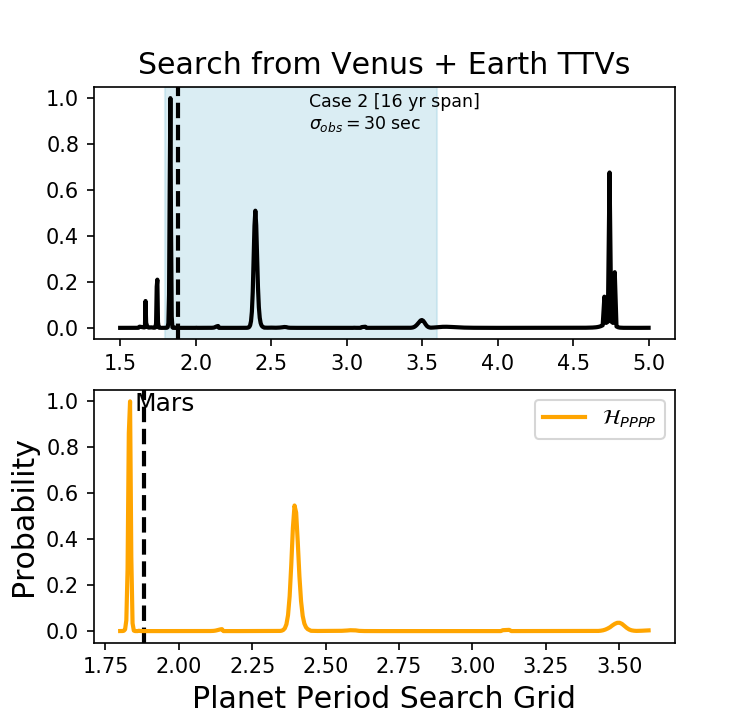 Search from Venus + Earth TTVs
Case 2 [16 yr span]
σ_obs = 30 sec
1.0
0.8
0.6
0.4
0.2
0.0
1.5 2.0 2.5 3.0 3.5 4.0 4.5 5.0
Mars
ℋ_PPPP
1.0
0.8
0.6
0.4
0.2
0.0
Probability
1.75 2.00 2.25 2.50 2.75 3.00 3.25 3.50
Planet Period Search Grid